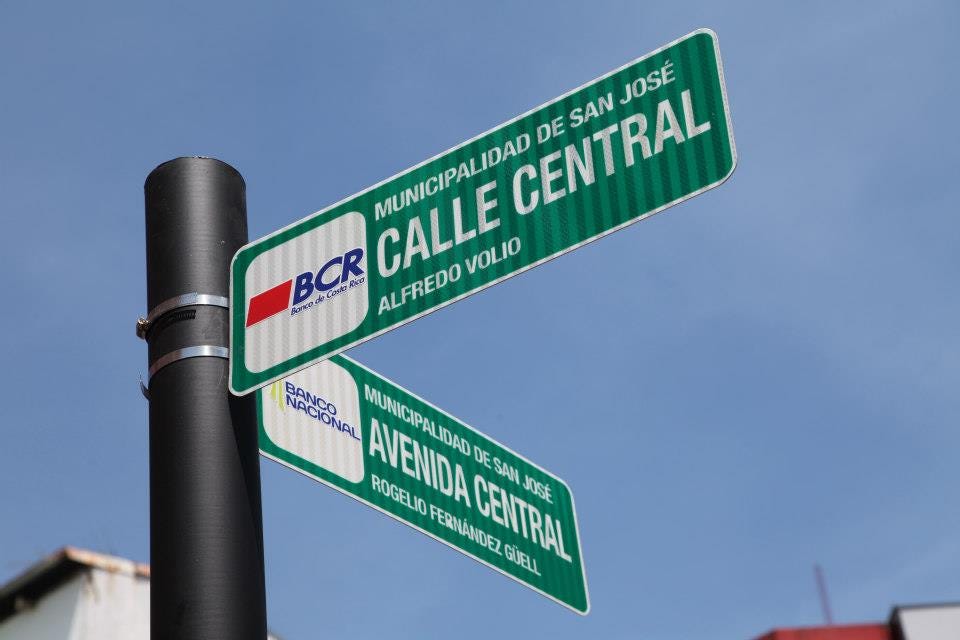 MUNICIPALIDAD DE SAN JOSÉ
CALLE CENTRAL
ALFREDO VOLIO
BCR
Banco de Costa Rica
BANCO
NACIONAL
MUNICIPALIDAD DE SAN JOSÉ
AVENIDA CENTRAL
ROGELIO FERNÁNDEZ GÜELL